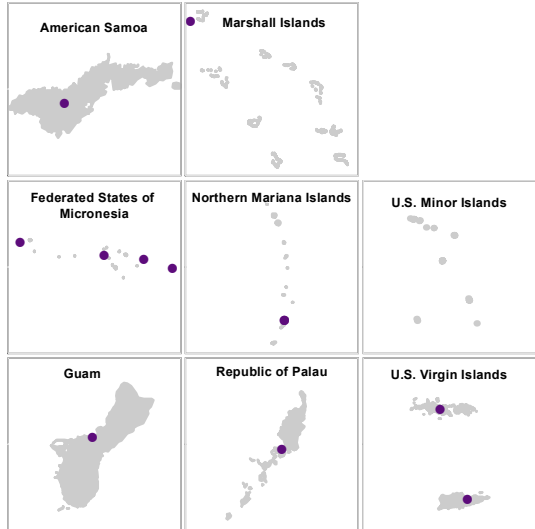 American Samoa
Marshall Islands
Federated States of
Micronesia
Northern Mariana Islands
U.S. Minor Islands
Guam
Republic of Palau
U.S. Virgin Islands